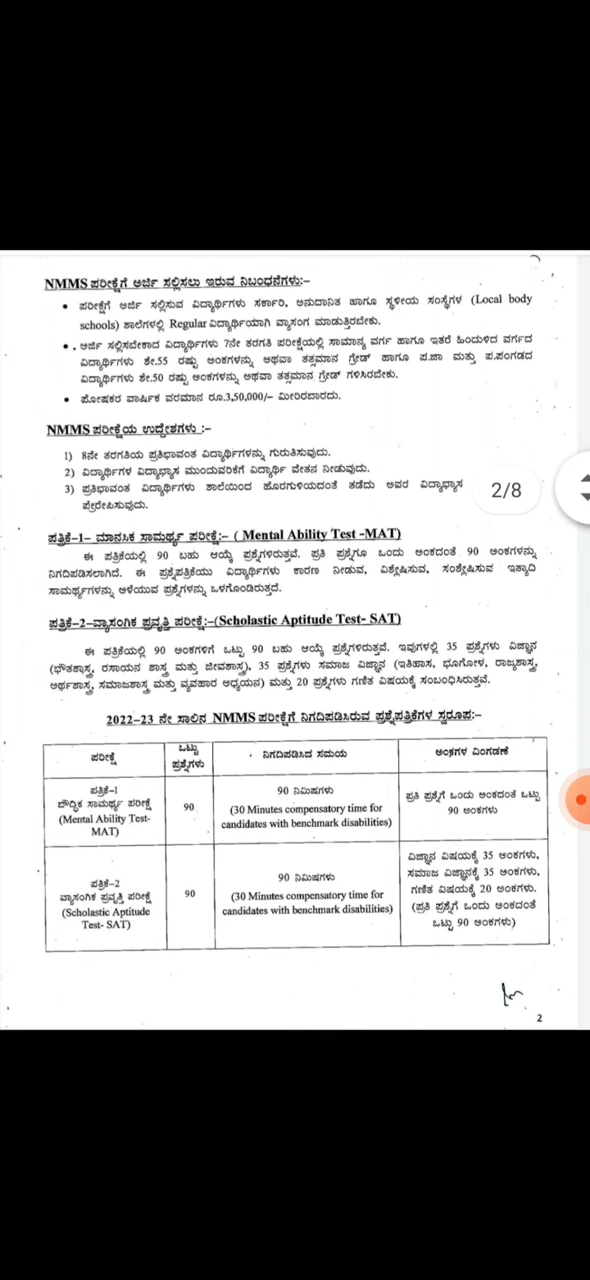 NMMS ಪರೀಕ್ಷೆಗೆ ಅರ್ಜಿ ಸಲ್ಲಿಸಲು ಇರುವ ನಿಬಂಧನೆಗಳು:–
• ಪರೀಕ್ಷೆಗೆ ಅರ್ಜಿ ಸಲ್ಲಿಸುವ ವಿದ್ಯಾರ್ಥಿಗಳು ಸರ್ಕಾರಿ, ಅನುದಾನಿತ ಹಾಗೂ ಸ್ಥಳೀಯ ಸಂಸ್ಥೆಗಳ (Local body
schools) ಶಾಲೆಗಳಲ್ಲಿ Regular ವಿದ್ಯಾರ್ಥಿಯಾಗಿ ವ್ಯಾಸಂಗ ಮಾಡುತ್ತಿರಬೇಕು.
• ಅರ್ಜಿ ಸಲ್ಲಿಸಬೇಕಾದ ವಿದ್ಯಾರ್ಥಿಗಳು 7ನೇ ತರಗತಿ ಪರೀಕ್ಷೆಯಲ್ಲಿ ಸಾಮಾನ್ಯ ವರ್ಗ ಹಾಗೂ ಇತರೆ ಹಿಂದುಳಿದ ವರ್ಗದ
ವಿದ್ಯಾರ್ಥಿಗಳು ಶೇ.55 ರಷ್ಟು ಅಂಕಗಳನ್ನು ಅಥವಾ ತತ್ಸಮಾನ ಗ್ರೇಡ್ ಹಾಗೂ ಪ.ಜಾ ಮತ್ತು ಪ.ಪಂಗಡದ
ವಿದ್ಯಾರ್ಥಿಗಳು ಶೇ.50 ರಷ್ಟು ಅಂಕಗಳನ್ನು ಅಥವಾ ತತ್ಸಮಾನ ಗ್ರೇಡ್ ಗಳಿಸಿರಬೇಕು.
• ಪೋಷಕರ ವಾರ್ಷಿಕ ವರಮಾನ ರೂ.3,50,000/– ಮೀರಿರಬಾರದು.
NMMS ಪರೀಕ್ಷೆಯ ಉದ್ದೇಶಗಳು :–
1) 8ನೇ ತರಗತಿಯ ಪ್ರತಿಭಾವಂತ ವಿದ್ಯಾರ್ಥಿಗಳನ್ನು ಗುರುತಿಸುವುದು.
2) ವಿದ್ಯಾರ್ಥಿಗಳ ವಿದ್ಯಾಭ್ಯಾಸ ಮುಂದುವರಿಕೆಗೆ ವಿದ್ಯಾರ್ಥಿ ವೇತನ ನೀಡುವುದು.
3) ಪ್ರತಿಭಾವಂತ ವಿದ್ಯಾರ್ಥಿಗಳು ಶಾಲೆಯಿಂದ ಹೊರಗುಳಿಯದಂತೆ ತಡೆದು ಅವರ ವಿದ್ಯಾಭ್ಯಾಸ
ಪ್ರೇರೇಪಿಸುವುದು.
2/8
ಪತ್ರಿಕೆ–1– ಮಾನಸಿಕ ಸಾಮರ್ಥ್ಯ ಪರೀಕ್ಷೆ:– ( Mental Ability Test -MAT)
ಈ ಪತ್ರಿಕೆಯಲ್ಲಿ 90 ಬಹು ಆಯ್ಕೆ ಪ್ರಶ್ನೆಗಳಿರುತ್ತವೆ. ಪ್ರತಿ ಪ್ರಶ್ನೆಗೂ ಒಂದು ಅಂಕದಂತೆ 90 ಅಂಕಗಳನ್ನು
ನಿಗದಿಪಡಿಸಲಾಗಿದೆ. ಈ ಪ್ರಶ್ನೆಪತ್ರಿಕೆಯು ವಿದ್ಯಾರ್ಥಿಗಳು ಕಾರಣ ನೀಡುವ, ವಿಶ್ಲೇಷಿಸುವ, ಸಂಶ್ಲೇಷಿಸುವ ಇತ್ಯಾದಿ
ಸಾಮರ್ಥ್ಯಗಳನ್ನು ಅಳೆಯುವ ಪ್ರಶ್ನೆಗಳನ್ನು ಒಳಗೊಂಡಿರುತ್ತದೆ.
ಪತ್ರಿಕೆ–2–ವ್ಯಾಸಂಗಿಕ ಪ್ರವೃತ್ತಿ ಪರೀಕ್ಷೆ:–(Scholastic Aptitude Test- SAT)
ಈ ಪತ್ರಿಕೆಯಲ್ಲಿ 90 ಅಂಕಗಳಿಗೆ ಒಟ್ಟು 90 ಬಹು ಆಯ್ಕೆ ಪ್ರಶ್ನೆಗಳಿರುತ್ತವೆ. ಇವುಗಳಲ್ಲಿ 35 ಪ್ರಶ್ನೆಗಳು ವಿಜ್ಞಾನ
(ಭೌತಶಾಸ್ತ್ರ, ರಸಾಯನ ಶಾಸ್ತ್ರ ಮತ್ತು ಜೀವಶಾಸ್ತ್ರ), 35 ಪ್ರಶ್ನೆಗಳು ಸಮಾಜ ವಿಜ್ಞಾನ (ಇತಿಹಾಸ, ಭೂಗೋಳ, ರಾಜ್ಯಶಾಸ್ತ್ರ,
ಅರ್ಥಶಾಸ್ತ್ರ, ಸಮಾಜಶಾಸ್ತ್ರ ಮತ್ತು ವ್ಯವಹಾರ ಅಧ್ಯಯನ) ಮತ್ತು 20 ಪ್ರಶ್ನೆಗಳು ಗಣಿತ ವಿಷಯಕ್ಕೆ ಸಂಬಂಧಿಸಿರುತ್ತವೆ.
2022–23 ನೇ ಸಾಲಿನ NMMS ಪರೀಕ್ಷೆಗೆ ನಿಗದಿಪಡಿಸಿರುವ ಪ್ರಶ್ನೆಪತ್ರಿಕೆಗಳ ಸ್ವರೂಪ:–
ಪರೀಕ್ಷೆ
ಒಟ್ಟು
ಪ್ರಶ್ನೆಗಳು
ನಿಗದಿಪಡಿಸಿದ ಸಮಯ
ಅಂಕಗಳ ವಿಂಗಡಣೆ
ಪತ್ರಿಕೆ–1
ಬೌದ್ಧಿಕ ಸಾಮರ್ಥ್ಯ ಪರೀಕ್ಷೆ
(Mental Ability Test-
MAT)
90
90 ನಿಮಿಷಗಳು
(30 Minutes compensatory time for
candidates with benchmark disabilities)
ಪ್ರತಿ ಪ್ರಶ್ನೆಗೆ ಒಂದು ಅಂಕದಂತೆ ಒಟ್ಟು
90 ಅಂಕಗಳು
ಪತ್ರಿಕೆ–2
ವ್ಯಾಸಂಗಿಕ ಪ್ರವೃತ್ತಿ ಪರೀಕ್ಷೆ
(Scholastic Aptitude
Test- SAT)
90
90 ನಿಮಿಷಗಳು
(30 Minutes compensatory time for
candidates with benchmark disabilities)
ವಿಜ್ಞಾನ ವಿಷಯಕ್ಕೆ 35 ಅಂಕಗಳು,
ಸಮಾಜ ವಿಜ್ಞಾನಕ್ಕೆ 35 ಅಂಕಗಳು,
ಗಣಿತ ವಿಷಯಕ್ಕೆ 20 ಅಂಕಗಳು.
(ಪ್ರತಿ ಪ್ರಶ್ನೆಗೆ ಒಂದು ಅಂಕದಂತೆ
ಒಟ್ಟು 90 ಅಂಕಗಳು)
2